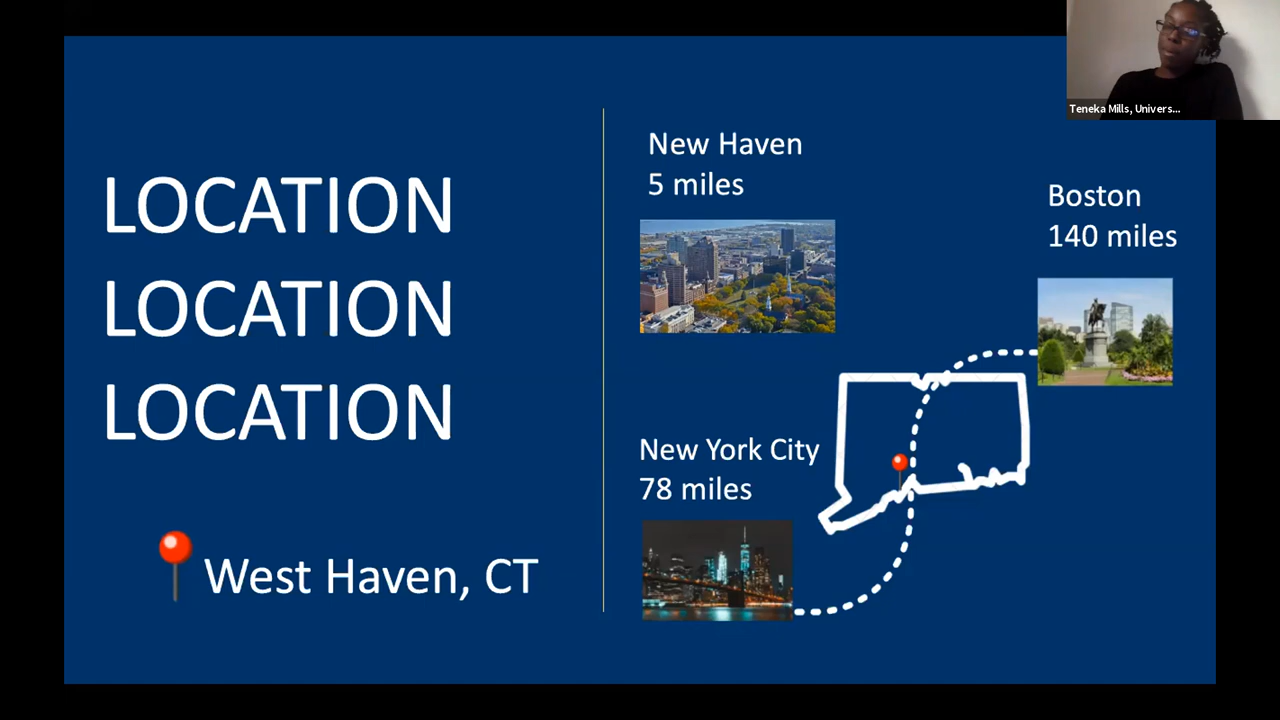 LOCATION
LOCATION
LOCATION
West Haven, CT
New Haven
5 miles
Boston
140 miles
New York City
78 miles
Teneka Mills, Univers...